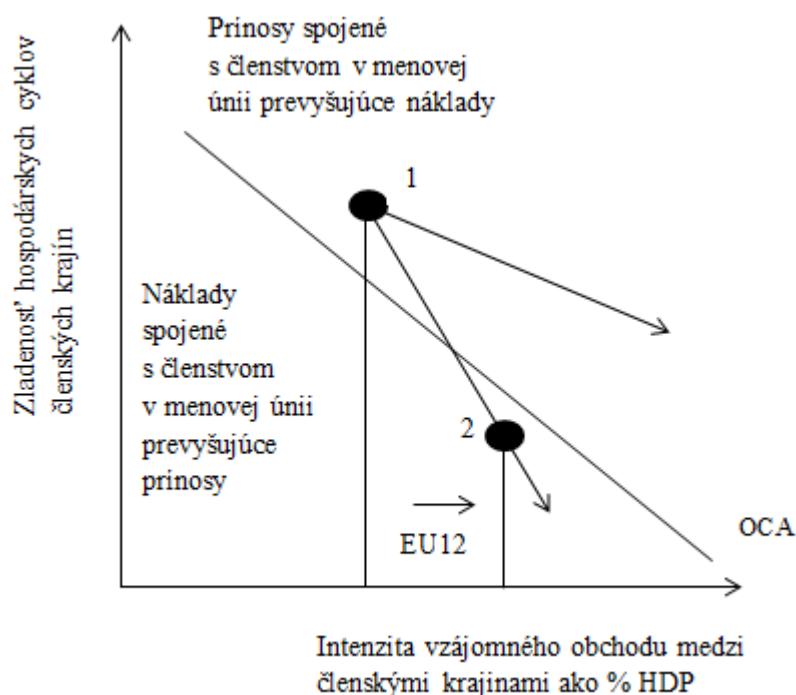 Prínosy spojené
s členstvom v menovej
únii prevyšujúce náklady
Zladenosť hospodárskych cyklov
členských krajín
1
Náklady
spojené
s členstvom
v menovej únii
prevyšujúce
prínosy
2
EU12
OCA
Intenzita vzájomného obchodu medzi
členskými krajinami ako % HDP